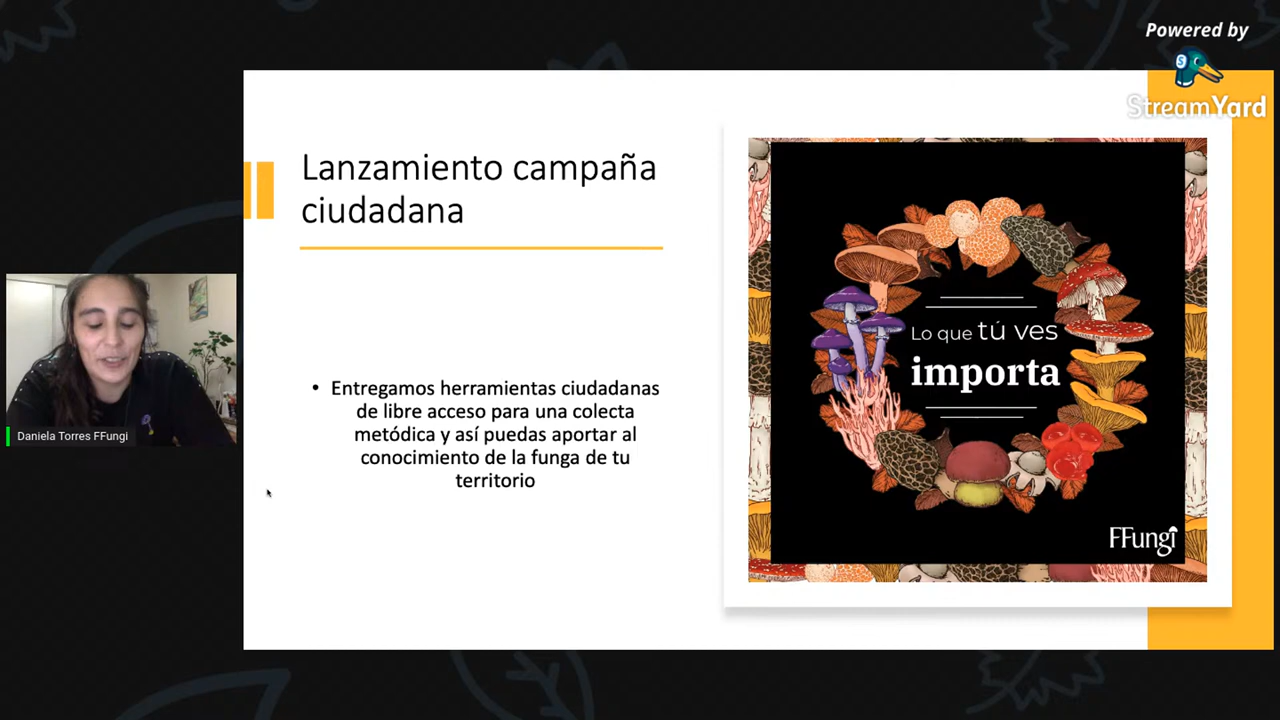 Powered by
StreamYard
Lanzamiento campaña
ciudadana
• Entregamos herramientas ciudadanas
de libre acceso para una colecta
metódica y así puedas aportar al
conocimiento de la funga de tu
territorio
Lo que tú ves
importa
FFungi
Daniela Torres FFungi